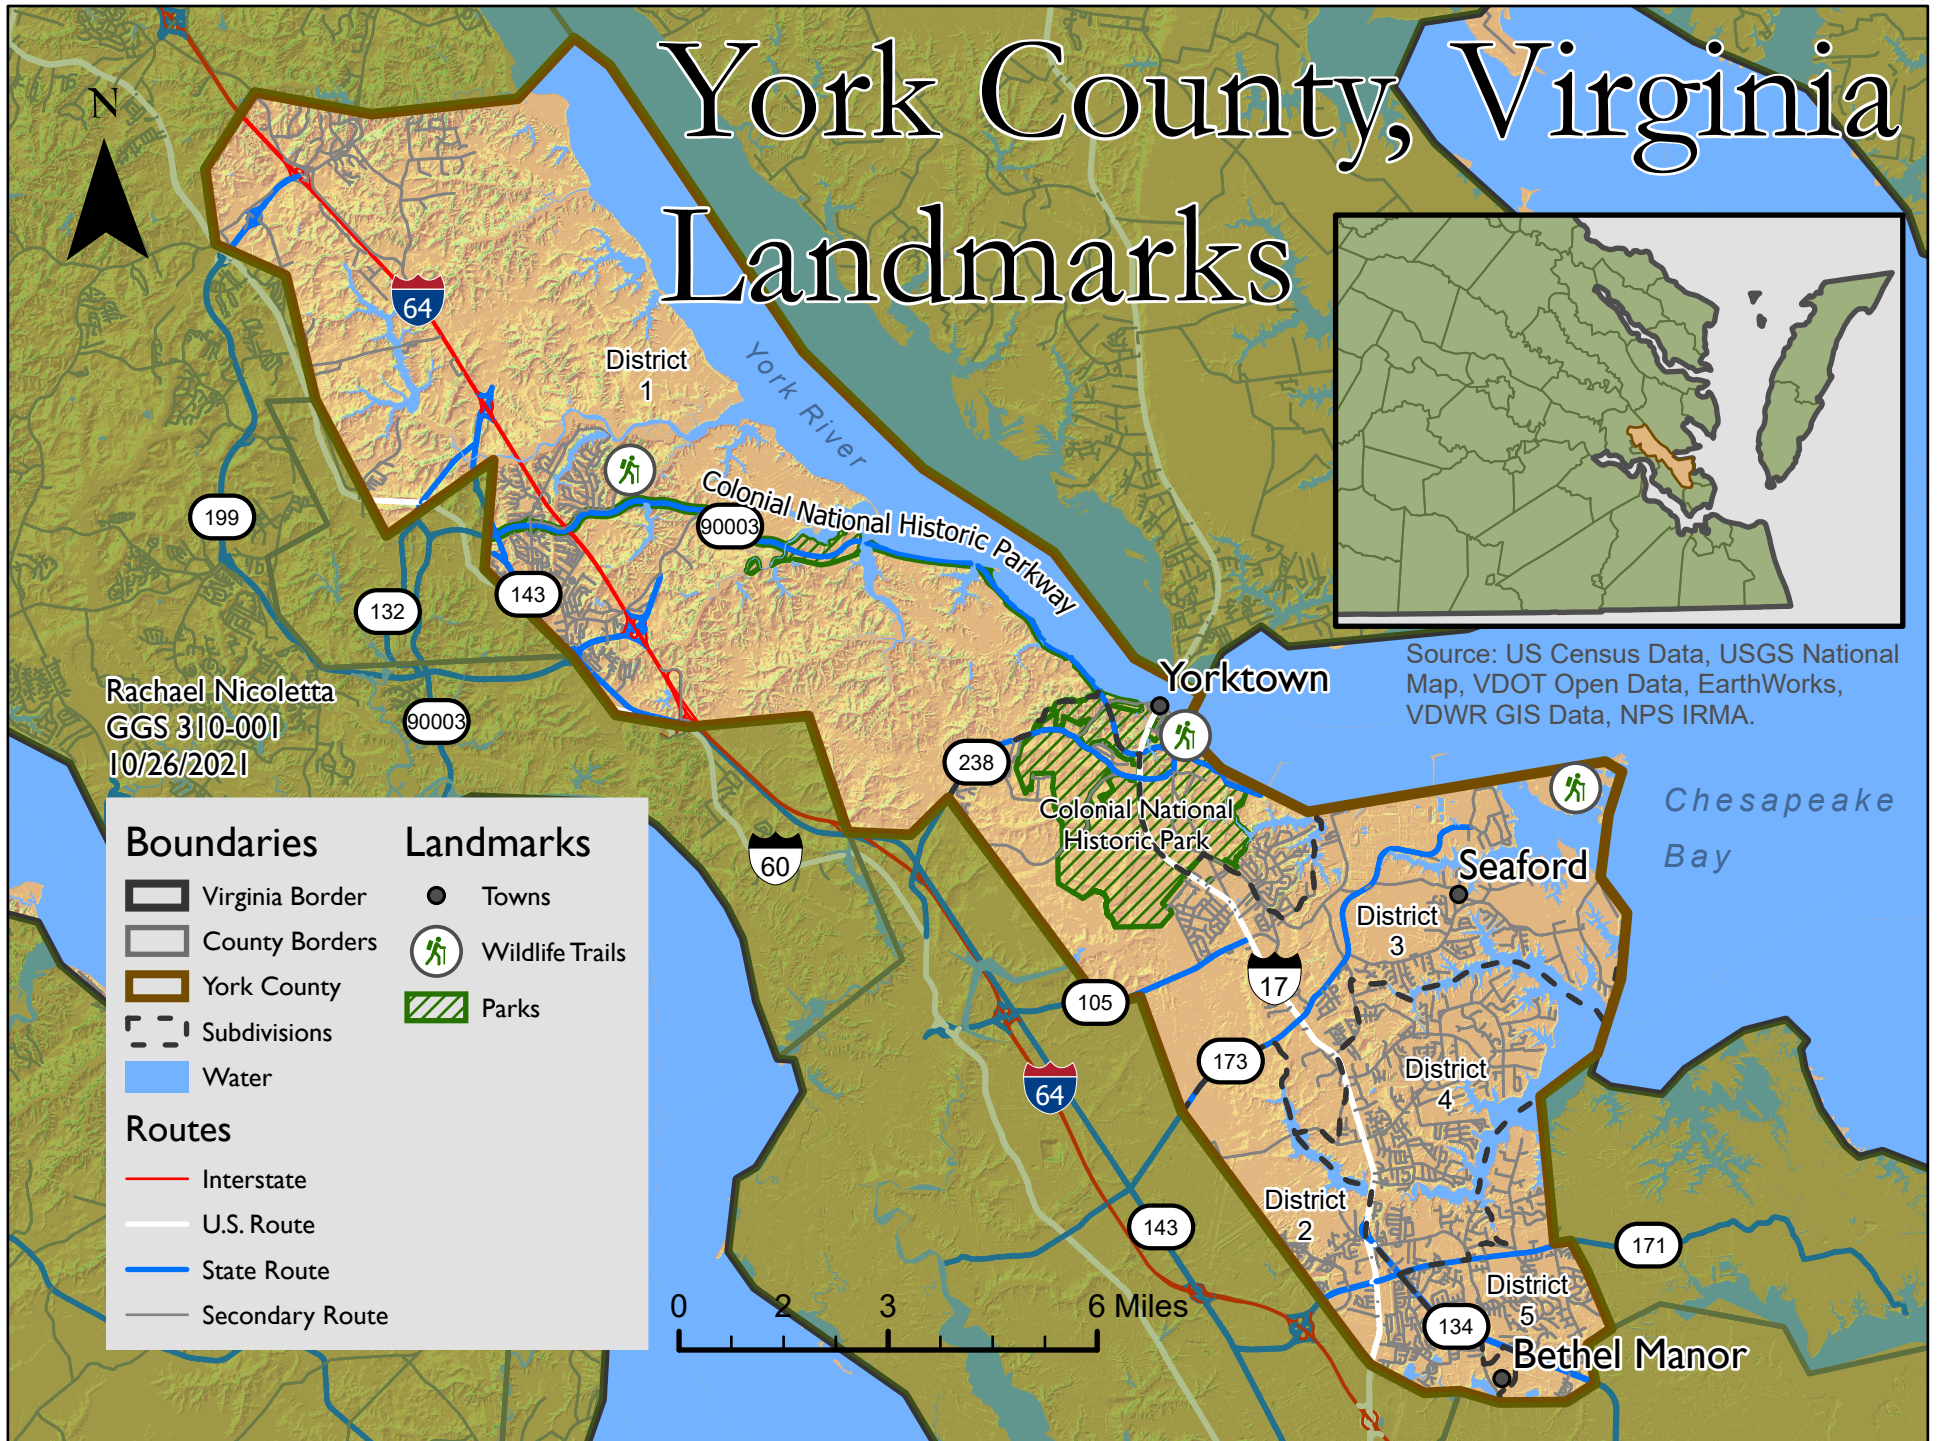 York County, Virginia
Landmarks
N
64
District
1
York River
Colonial National Historic Parkway
90003
199
132
143
Source: US Census Data, USGS National
Map, VDOT Open Data, EarthWorks,
VDWR GIS Data, NPS IRMA.
Yorktown
Rachael Nicoletta
GGS 310-001
10/26/2021
90003
238
Colonial National
Historic Park
Chesapeake
Bay
60
Seaford
District
3
17
105
173
64
District
4
District
2
143
171
District
5
134
Bethel Manor
Boundaries
Virginia Border
County Borders
York County
Subdivisions
Water
Landmarks
Towns
Wildlife Trails
Parks
Routes
Interstate
U.S. Route
State Route
Secondary Route
0 2 3 6 Miles